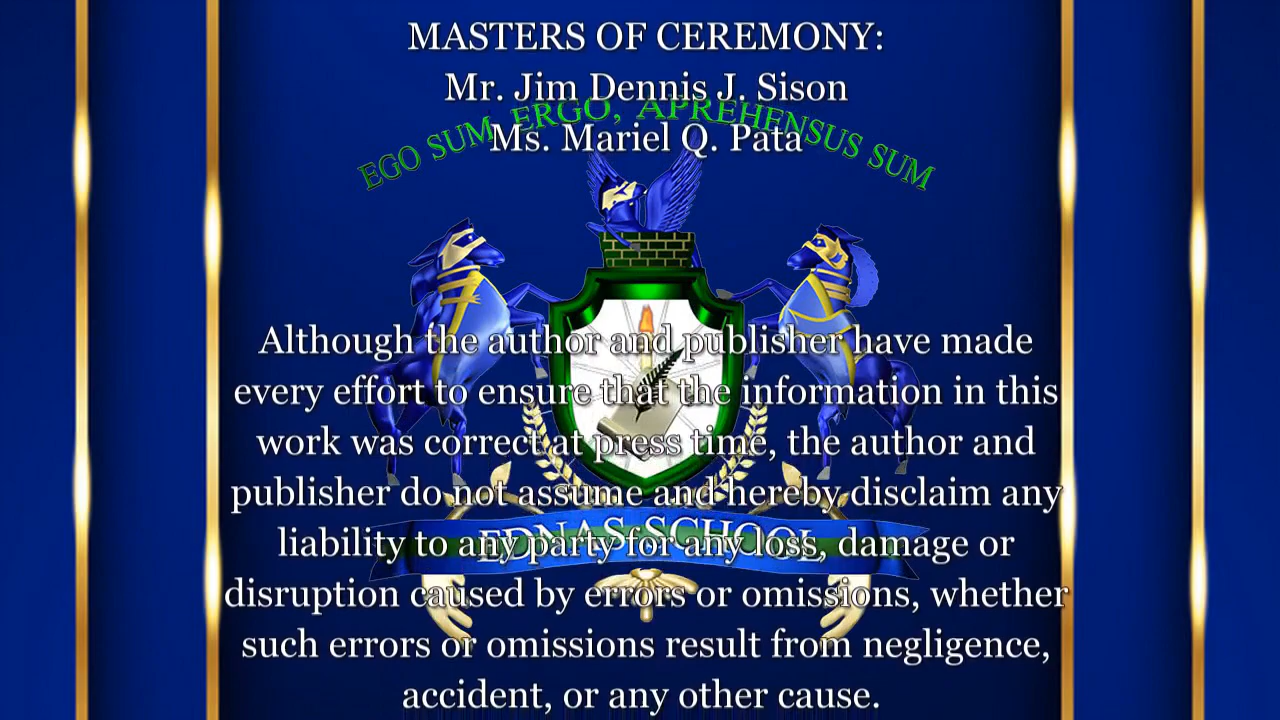 MASTERS OF CEREMONY:
Mr. Jim Dennis J. Sison
EGO SUM, ERGO, APREHENSUS SUM
Ms. Mariel Q. Pata
Although the author and publisher have made
every effort to ensure that the information in this
work was correct at press time, the author and
publisher do not assume and hereby disclaim any
liability to any party for any loss, damage or
EDNAS SCHOOL
disruption caused by errors or omissions, whether
such errors or omissions result from negligence,
accident, or any other cause.